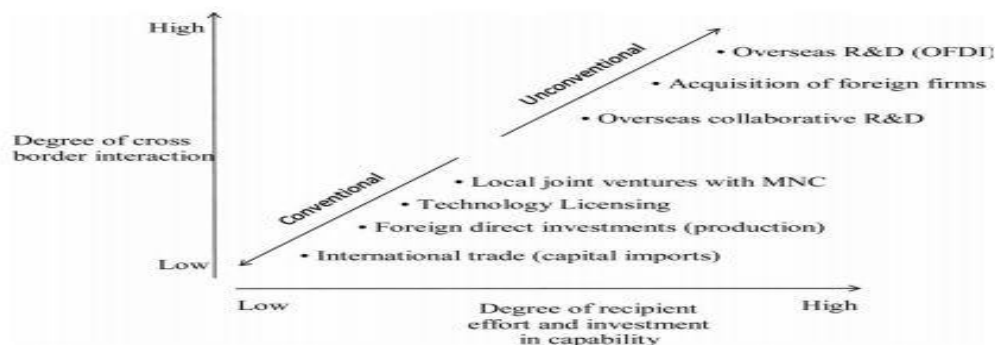 High
Unconventional
• Overseas R&D (OFDI)
• Acquisition of foreign firms
• Overseas collaborative R&D
Degree of cross
border interaction
Conventional
• Local joint ventures with MNC
• Technology Licensing
• Foreign direct investments (production)
• International trade (capital imports)
Low
Low
Degree of recipient
effort and investment
in capability
High